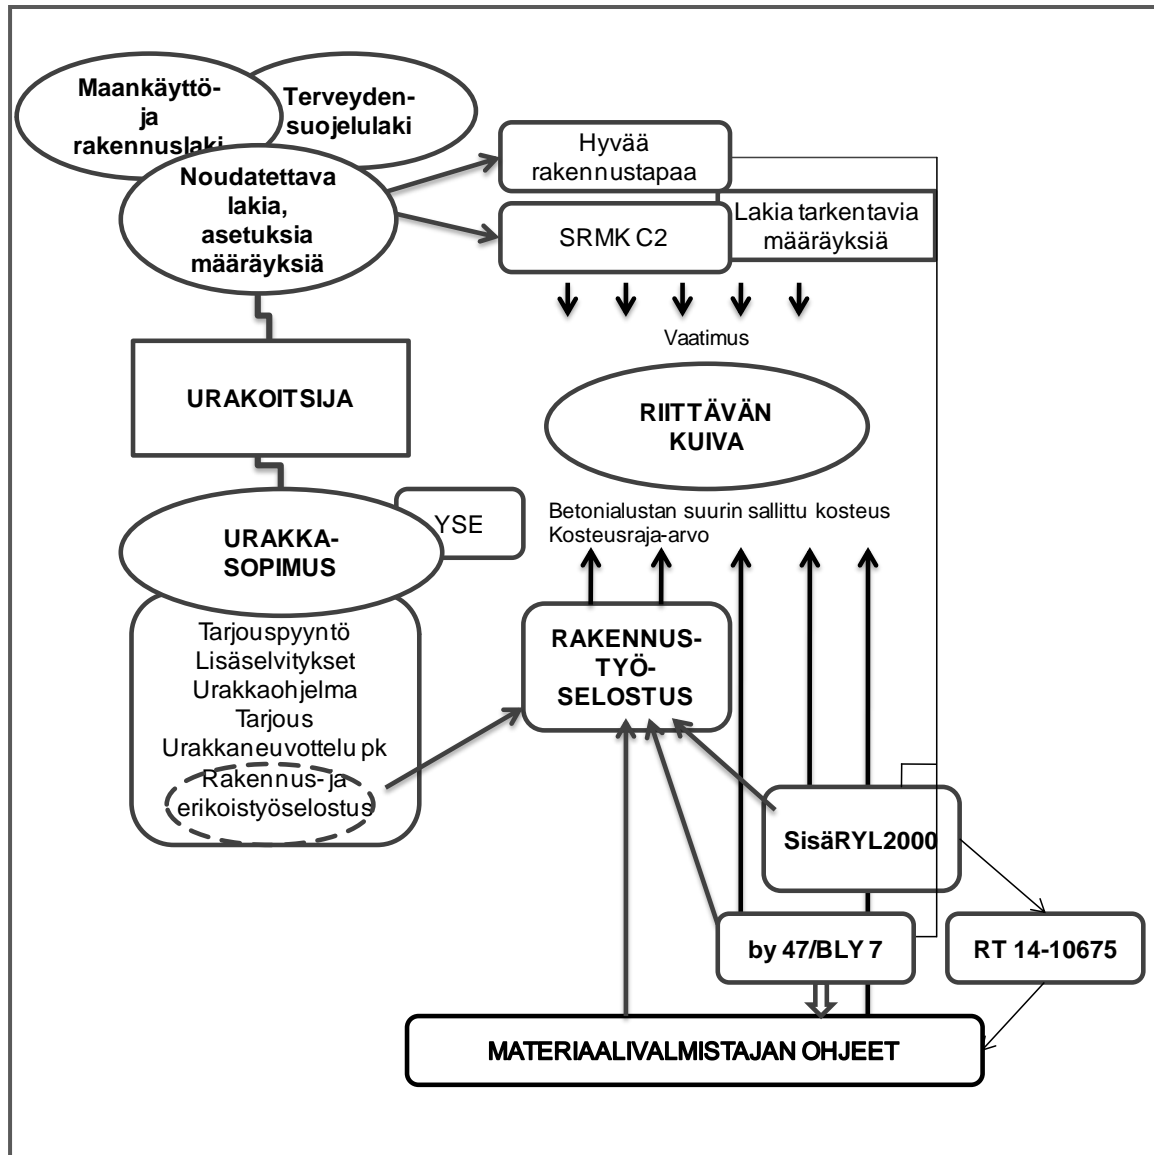 Maankäyttö-
ja
rakennuslaki
Terveyden-
suojelulaki
Noudatettava
lakia,
asetuksia
määräyksiä
Hyvää
rakennustapaa
SRMK C2
Lakia tarkentavia
määräyksiä
Vaatimus
URAKOITSIJA
RIITTÄVÄN
KUIVA
Betonialustan suurin sallittu kosteus
Kosteusraja-arvo
YSE
URAKKA-
SOPIMUS
Tarjouspyyntö
Lisäselvitykset
Urakkaohjelma
Tarjous
Urakkaneuvottelu pk
Rakennus- ja
erikoistyöselostus
RAKENNUS-
TYÖ-
SELOSTUS
SisäRYL2000
by 47/BLY 7
RT 14-10675
MATERIAALIVALMISTAJAN OHJEET